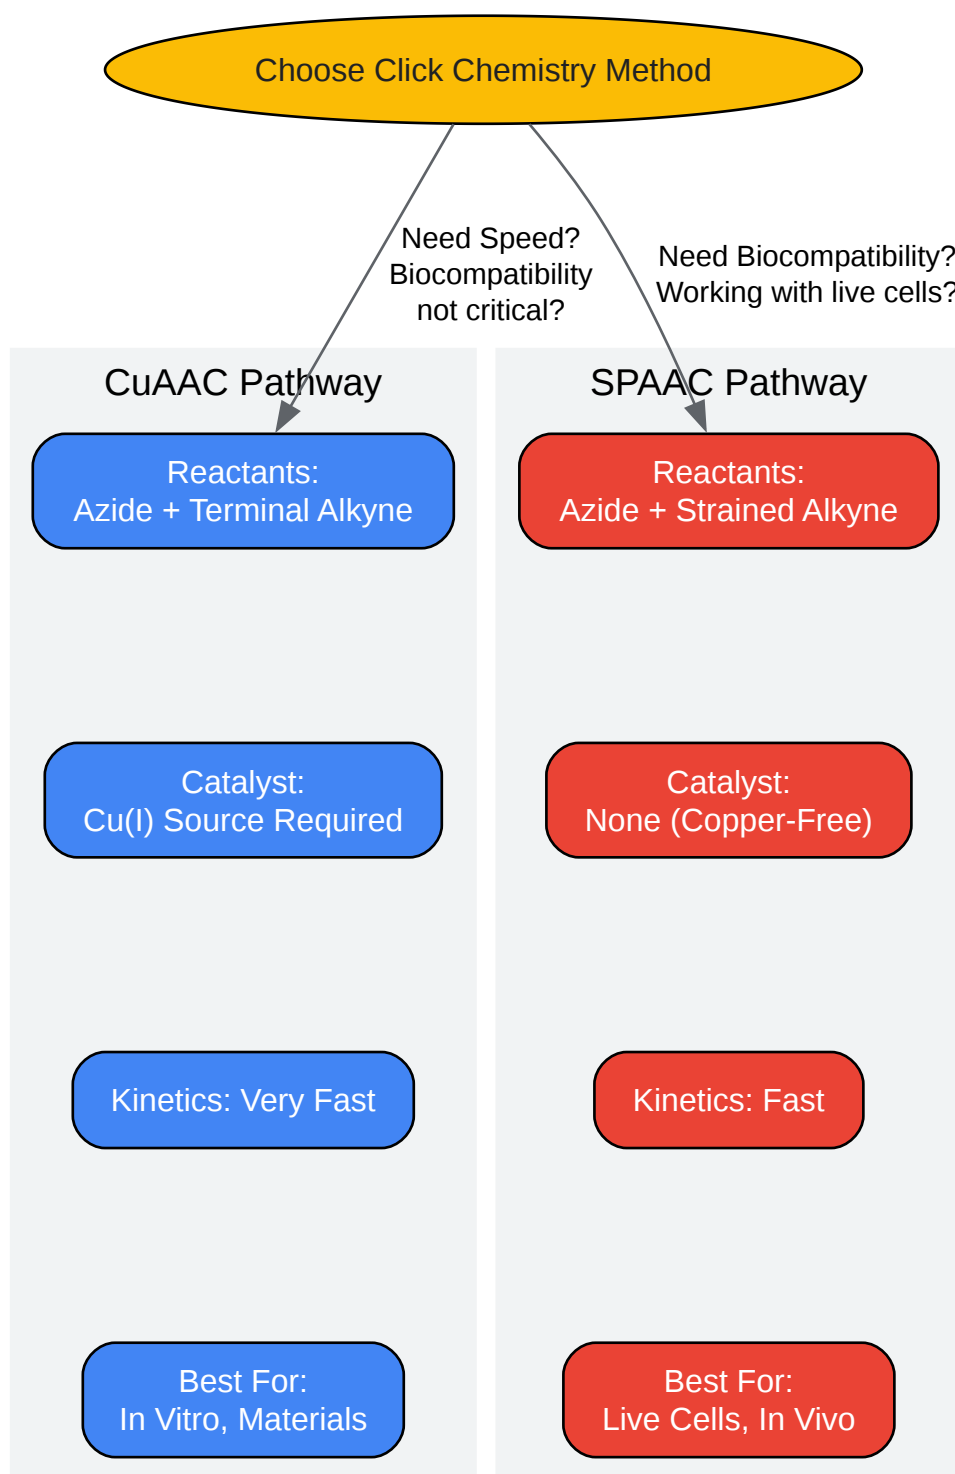 Choose Click Chemistry Method
Need Speed?
Biocompatibility
not critical?
Need Biocompatibility?
Working with live cells?
CuAAC Pathway
Reactants:
Azide + Terminal Alkyne
Catalyst:
Cu(I) Source Required
Kinetics: Very Fast
Best For:
In Vitro, Materials
SPAAC Pathway
Reactants:
Azide + Strained Alkyne
Catalyst:
None (Copper-Free)
Kinetics: Fast
Best For:
Live Cells, In Vivo